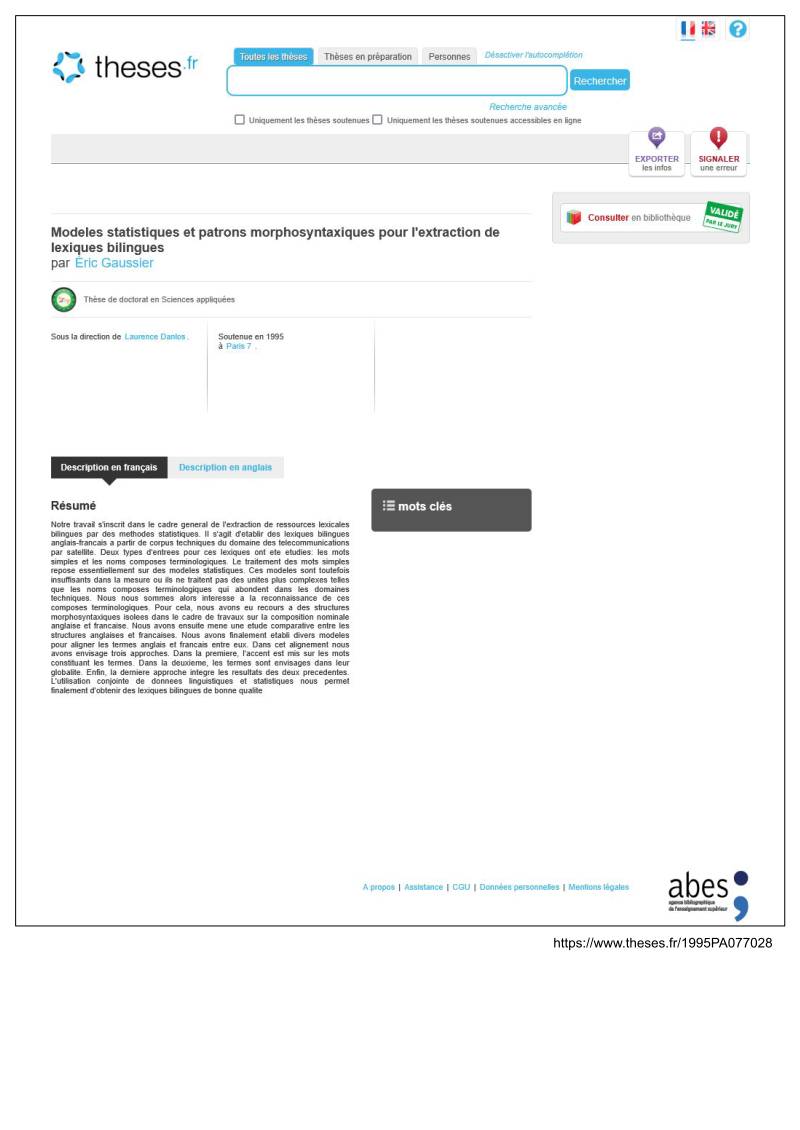 theses.fr
Toutes les thèses Thèses en préparation Personnes Désactiver l'autocomplétion
Rechercher
Recherche avancée
Uniquement les thèses soutenues Uniquement les thèses soutenues accessibles en ligne
EXPORTER
les infos
SIGNALER
une erreur
Consulter en bibliothèque
VALIDÉ
PAR LE JURY
Modeles statistiques et patrons morphosyntaxiques pour l'extraction de
lexiques bilingues
par Éric Gaussier
Thèse de doctorat en Sciences appliquées
Sous la direction de Laurence Danlos .
Soutenue en 1995
à Paris 7 .
Description en français Description en anglais
Résumé
Notre travail s'inscrit dans le cadre general de l'extraction de ressources lexicales
bilingues par des methodes statistiques. Il s'agit d'etablir des lexiques bilingues
anglais-francais a partir de corpus techniques du domaine des telecommunications
par satellite. Deux types d'entrees pour ces lexiques ont ete etudies: les mots
simples et les noms composes terminologiques. Le traitement des mots simples
repose essentiellement sur des modeles statistiques. Ces modeles sont toutefois
insuffisants dans la mesure ou ils ne traitent pas des unites plus complexes telles
que les noms composes terminologiques qui abondent dans les domaines
techniques. Nous nous sommes alors interesse a la reconnaissance de ces
composes terminologiques. Pour cela, nous avons eu recours a des structures
morphosyntaxiques isolees dans le cadre de travaux sur la composition nominale
anglaise et francaise. Nous avons ensuite mene une etude comparative entre les
structures anglaises et francaises. Nous avons finalement etabli divers modeles
pour aligner les termes anglais et francais entre eux. Dans cet alignement nous
avons envisage trois approches. Dans la premiere, l'accent est mis sur les mots
constituant les termes. Dans la deuxieme, les termes sont envisages dans leur
globalite. Enfin, la derniere approche integre les resultats des deux precedentes.
L'utilisation conjointe de donnees linguistiques et statistiques nous permet
finalement d'obtenir des lexiques bilingues de bonne qualite
mots clés
A propos | Assistance | CGU | Données personnelles | Mentions légales
abes
agence bibliographique
de l'enseignement supérieur
https://www.theses.fr/1995PA077028